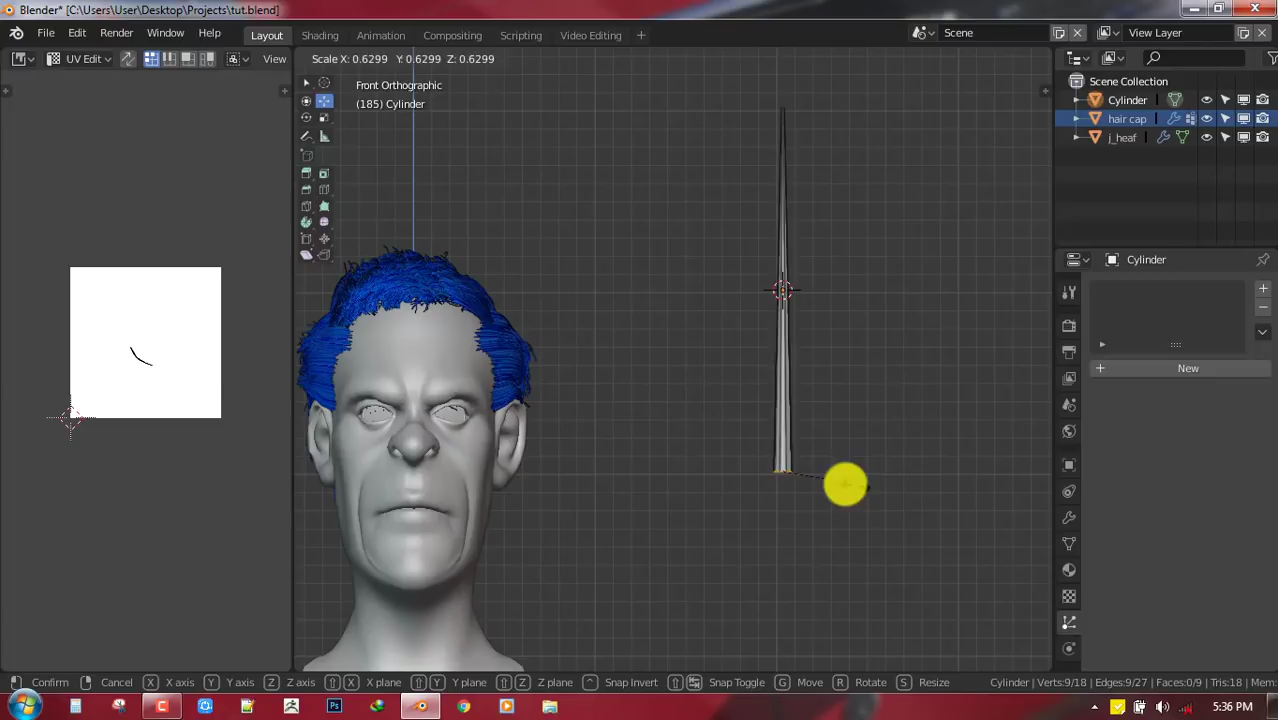 Blender* [C:\Users\User\Desktop\Projects\tut.blend]
File Edit Render Window Help Layout Shading Animation Compositing Scripting Video Editing + Scene View Layer
UV Edit View Scale X: 0.6299 Y: 0.6299 Z: 0.6299
Front Orthographic
(185) Cylinder
Scene Collection
Cylinder
hair cap
j_heaf
Cylinder
New
Confirm Cancel X X axis Y Y axis Z Z axis X X plane Y Y plane Z Z plane Snap Invert Snap Toggle G Move R Rotate S Resize Cylinder | Verts:9/18 | Edges:9/27 | Faces:0/9 | Tris:18 | Mem:
5:36 PM